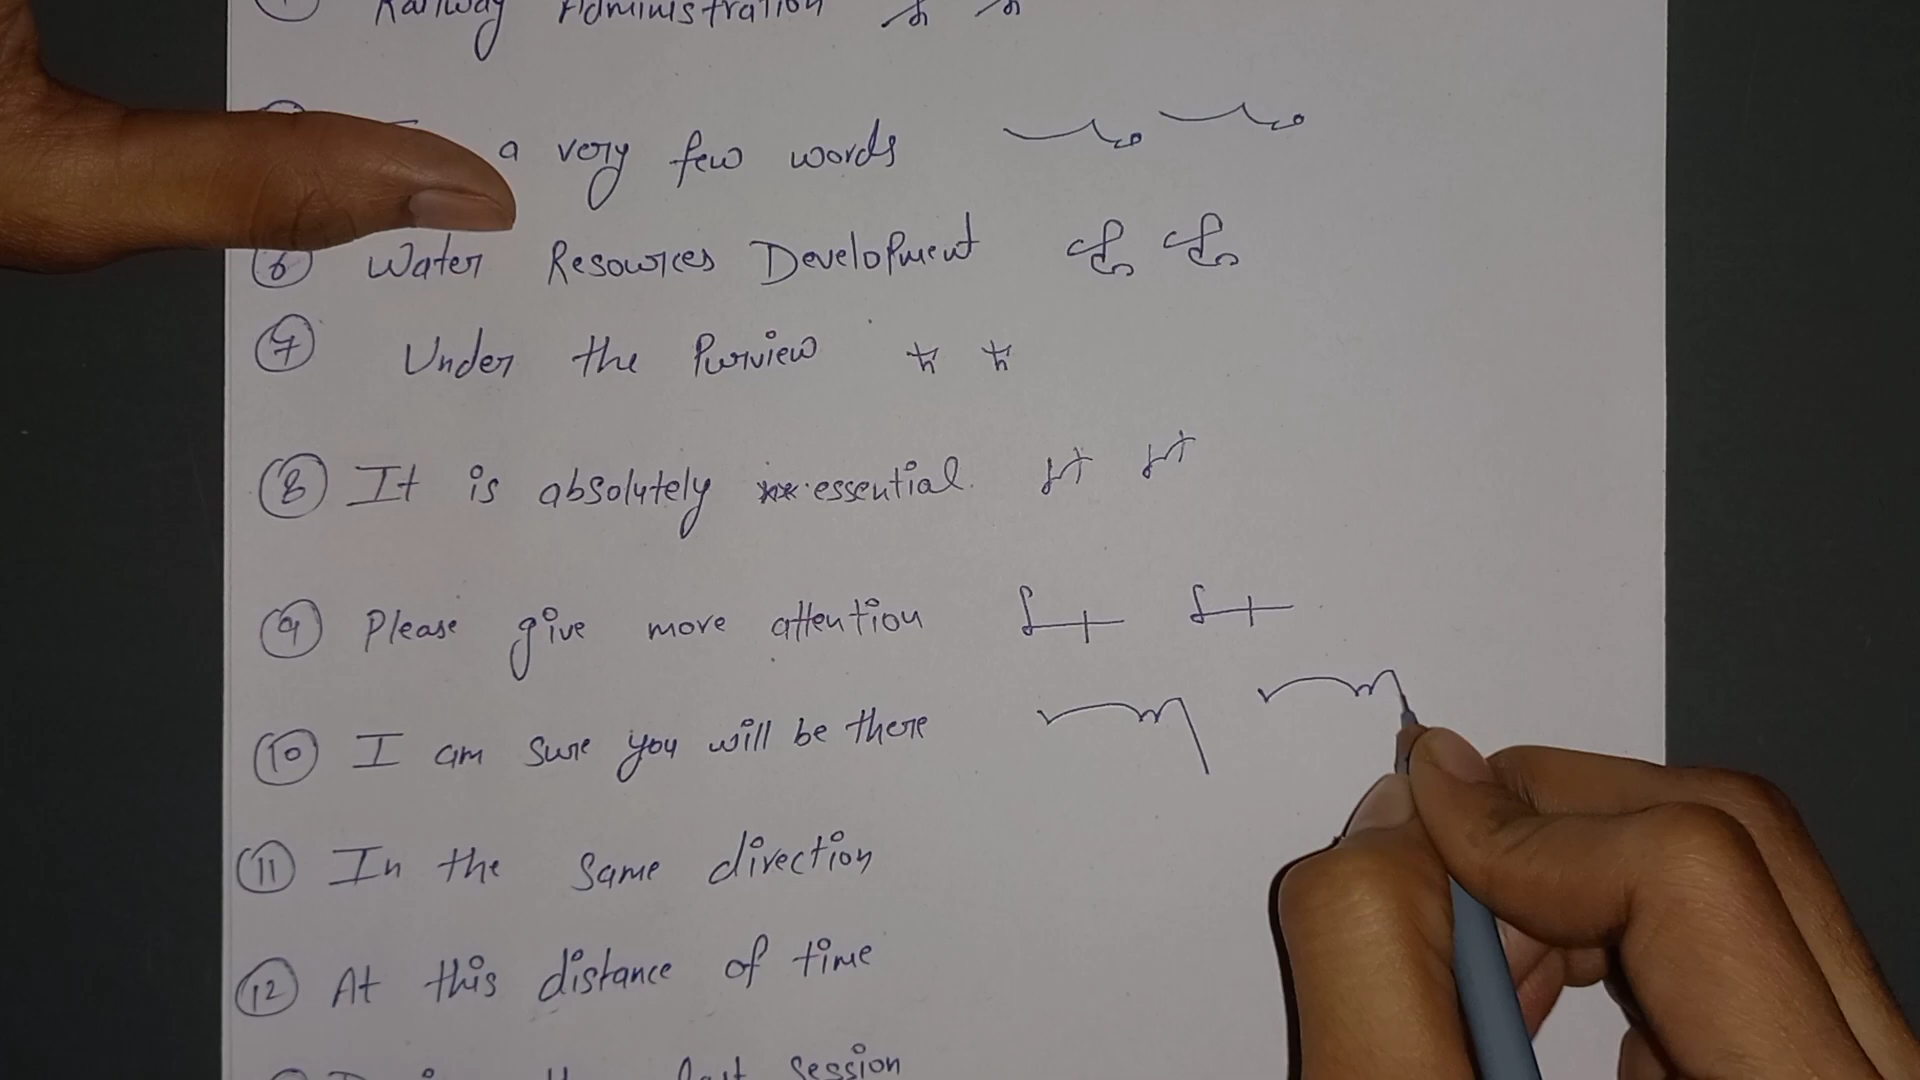 Railway Administration
a very few words
6 Water Resources Development
7 Under the Purview
8 It is absolutely essential.
9 Please give more attention
10 I am sure you will be there
11 In the same direction
12 At this distance of time
last session